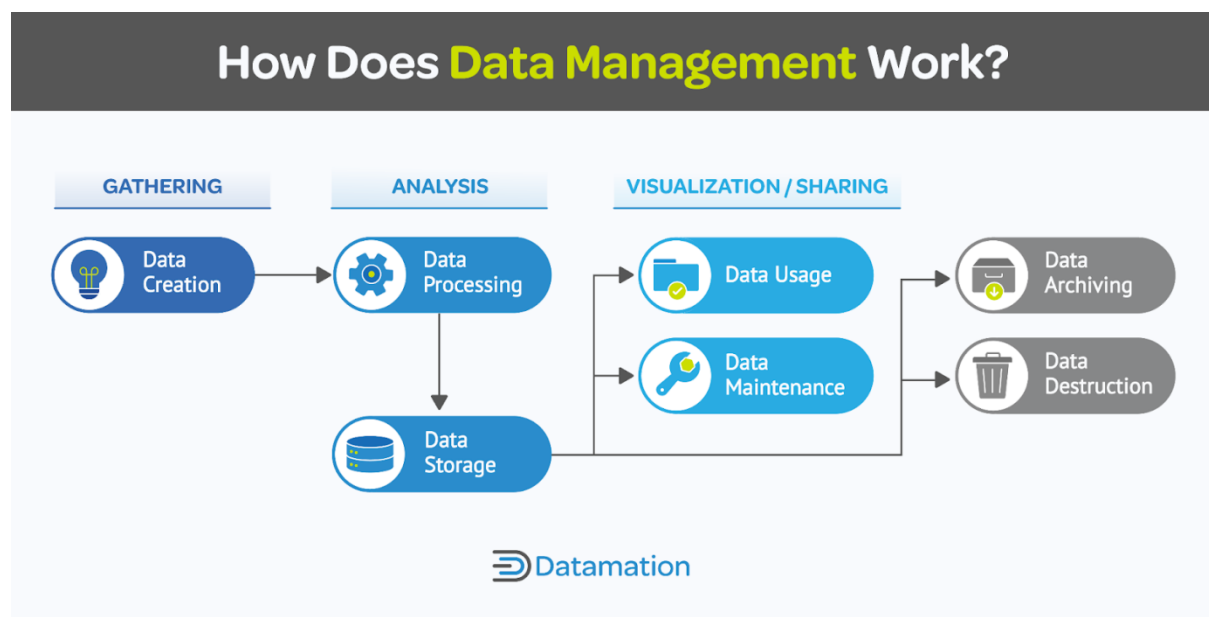 How Does Data Management Work?
GATHERING
ANALYSIS
VISUALIZATION / SHARING
Data
Creation
Data
Processing
Data Usage
Data
Archiving
Data
Maintenance
Data
Destruction
Data
Storage
Datamation